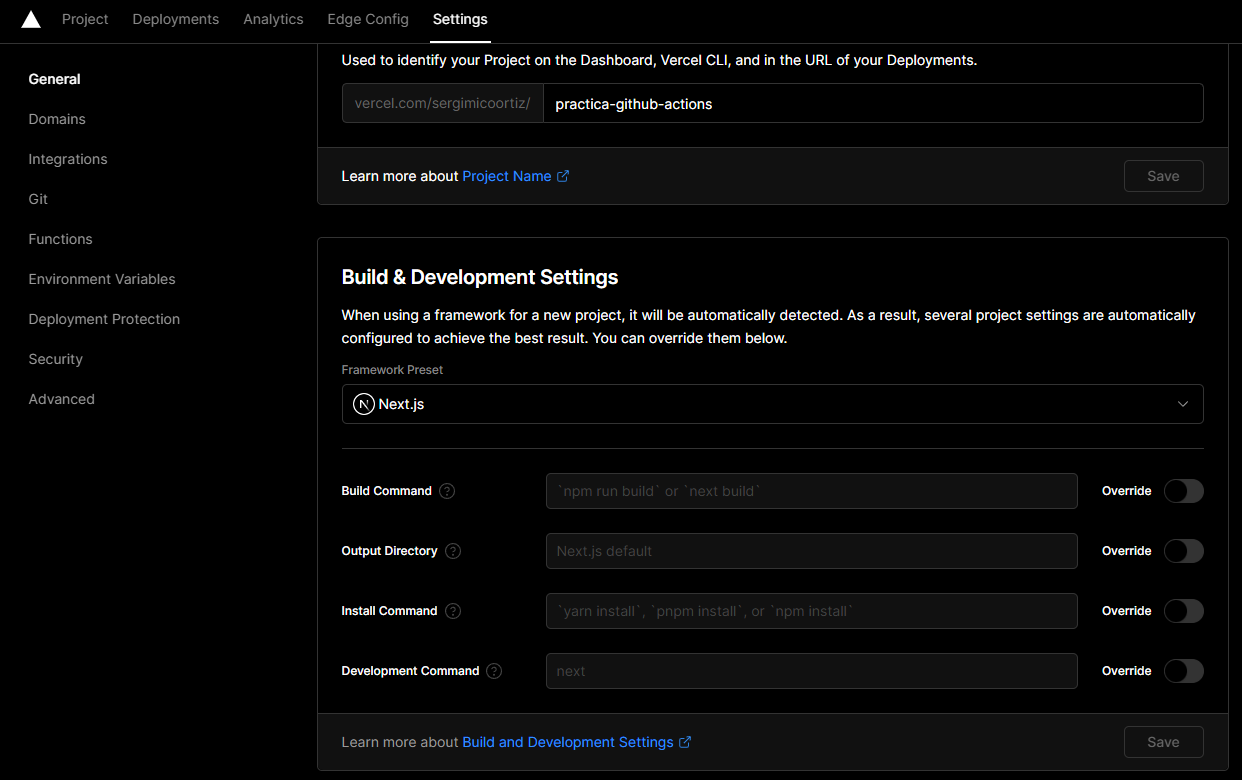 Project Deployments Analytics Edge Config Settings
General
Domains
Integrations
Git
Functions
Environment Variables
Deployment Protection
Security
Advanced
Used to identify your Project on the Dashboard, Vercel CLI, and in the URL of your Deployments.
vercel.com/sergimicoortiz/ practica-github-actions
Learn more about Project Name Save
Build & Development Settings
When using a framework for a new project, it will be automatically detected. As a result, several project settings are automatically
configured to achieve the best result. You can override them below.
Framework Preset
N Next.js
Build Command ? `npm run build` or `next build` Override
Output Directory ? Next.js default Override
Install Command ? `yarn install`, `pnpm install`, or `npm install` Override
Development Command ? next Override
Learn more about Build and Development Settings Save